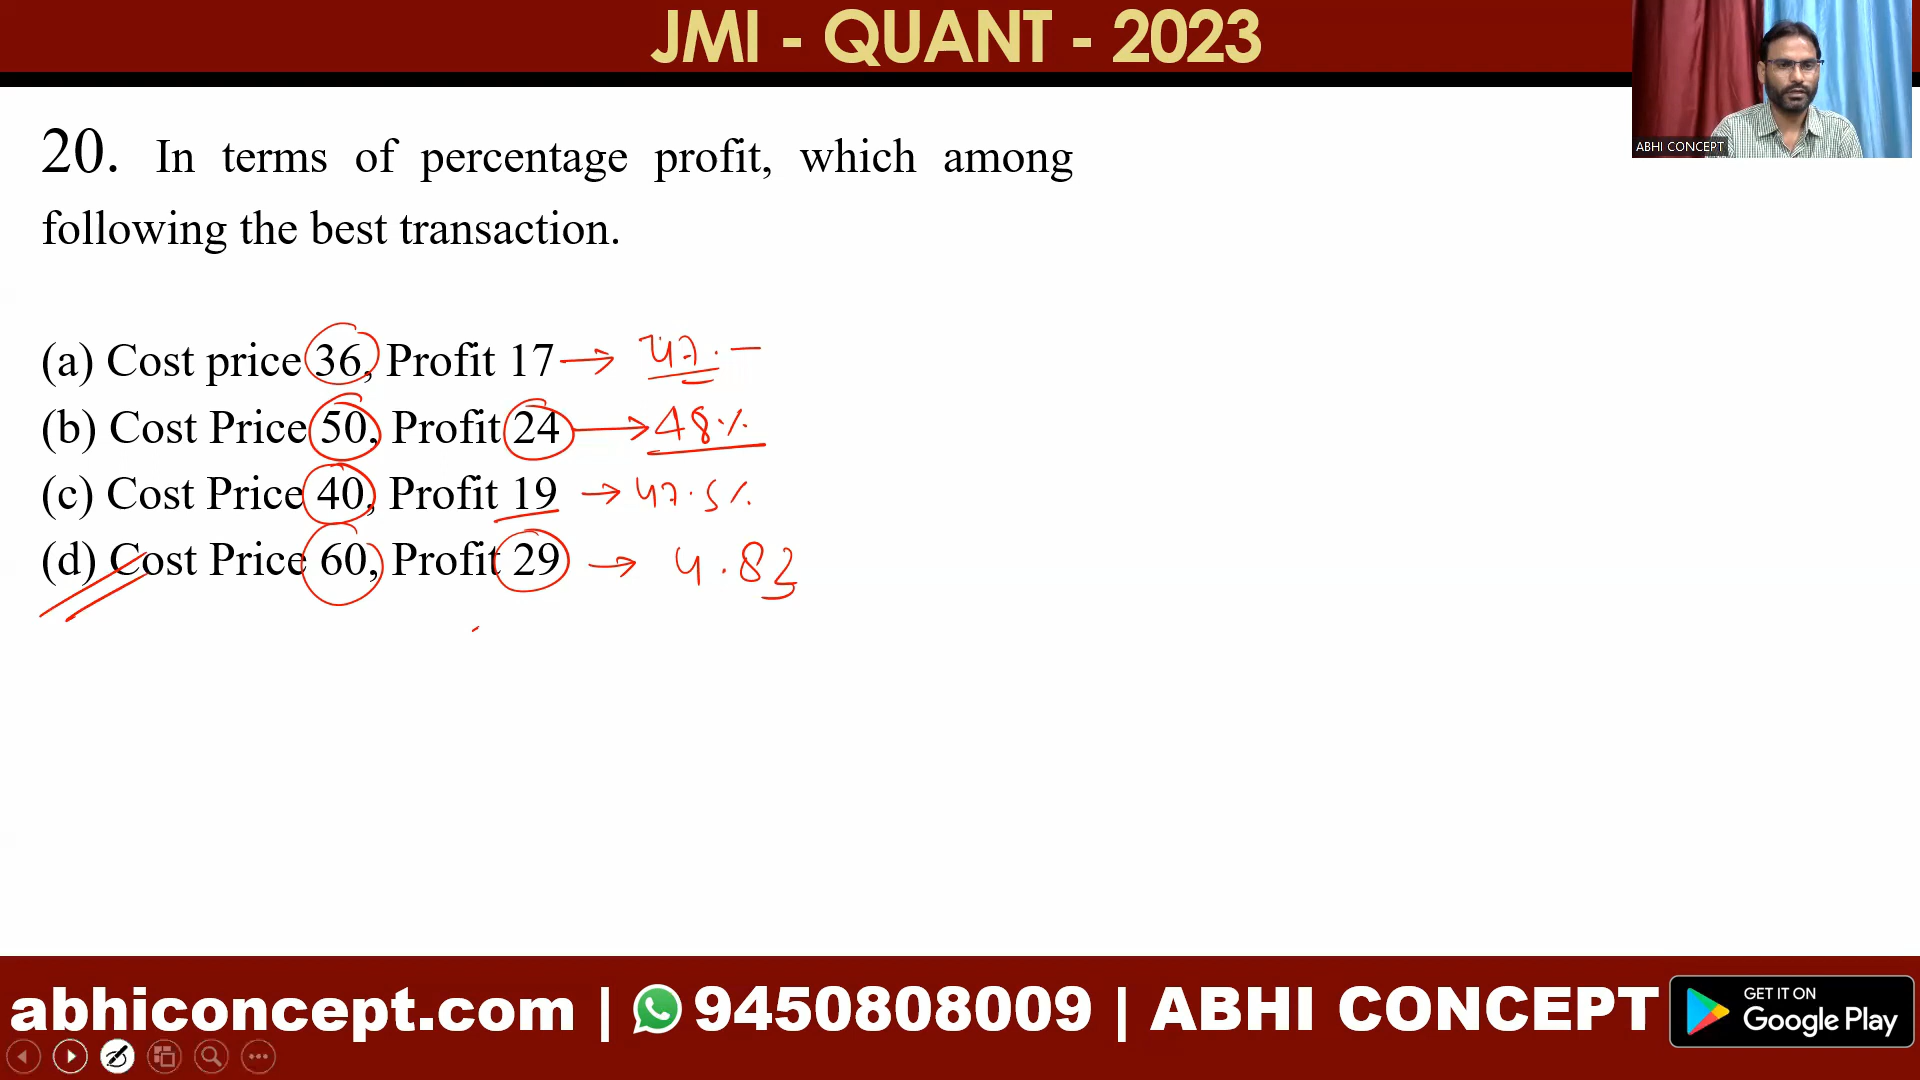 JMI - QUANT - 2023
ABHI CONCEPT
20. In terms of percentage profit, which among
following the best transaction.
(a) Cost price 36, Profit 17 → 47. —
(b) Cost Price 50, Profit 24 → 48%
(c) Cost Price 40, Profit 19 → 47.5%
(d) Cost Price 60, Profit 29 → 4.83
abhiconcept.com | 9450808009 | ABHI CONCEPT
GET IT ON
Google Play